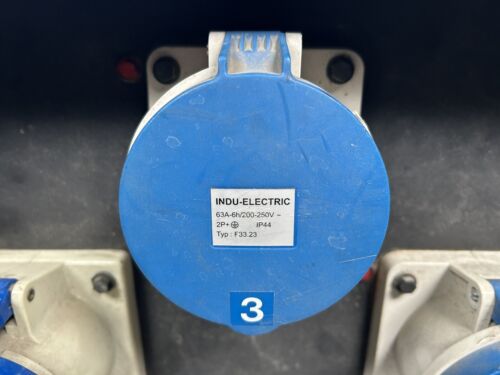 INDU-ELECTRIC
63A-6h/200-250V ~
2P+⏚ IP44
Typ : F33.23
3